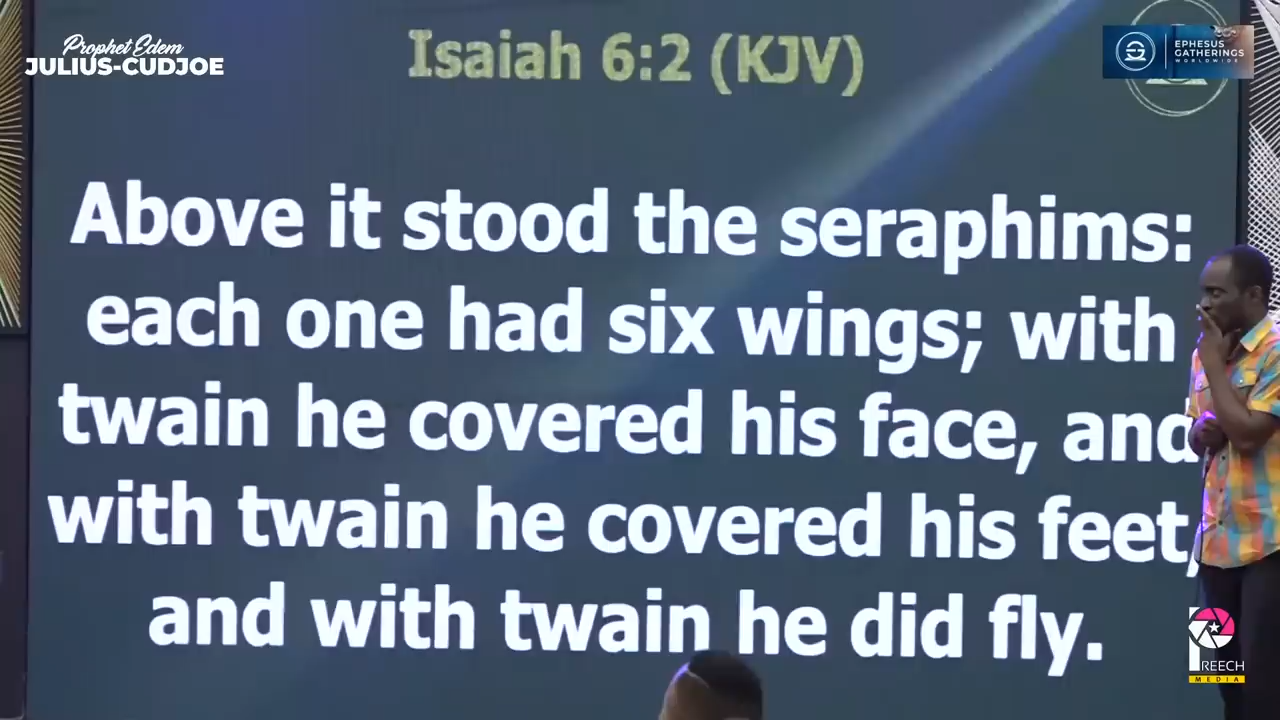 Prophet Edem
JULIUS-CUDJOE
Isaiah 6:2 (KJV)
EPHESUS
GATHERINGS
WORLDWIDE
Above it stood the seraphims:
each one had six wings; with
twain he covered his face, and
with twain he covered his feet,
and with twain he did fly.
PREECH
MEDIA